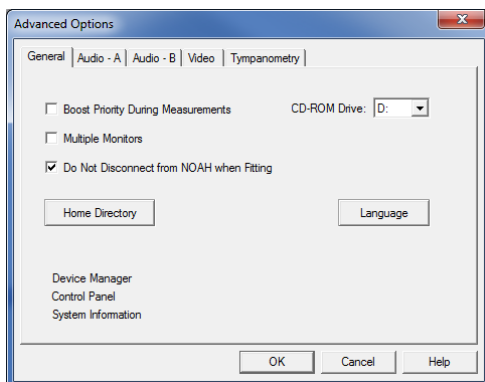 Advanced Options
General Audio - A Audio - B Video Tympanometry
Boost Priority During Measurements CD-ROM Drive: D:
Multiple Monitors
Do Not Disconnect from NOAH when Fitting
Home Directory Language
Device Manager
Control Panel
System Information
OK Cancel Help